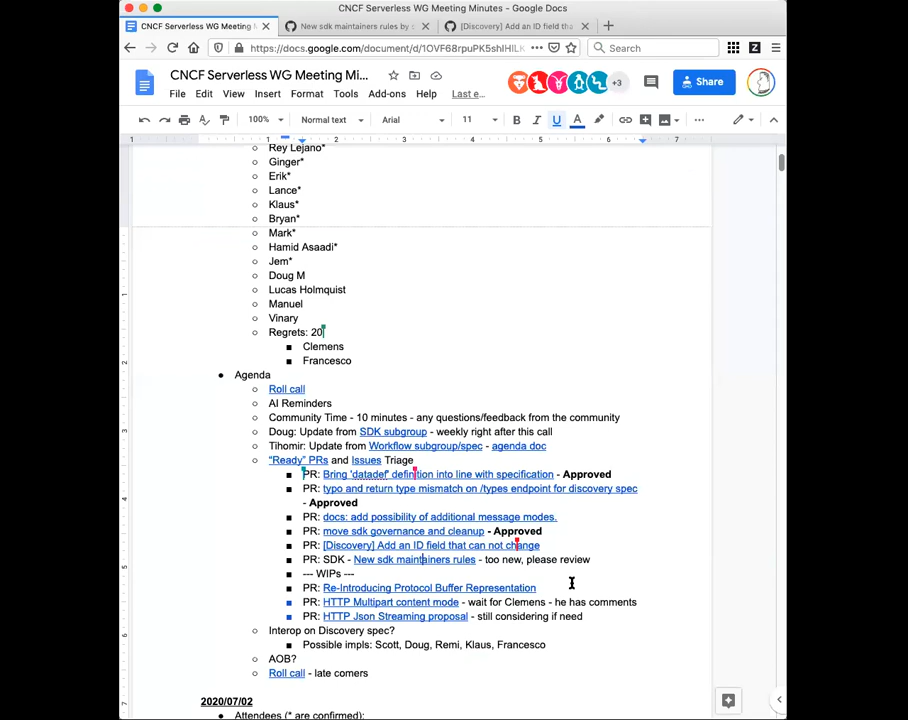 CNCF Serverless WG Meeting Minutes - Google Docs
CNCF Serverless WG Meeting M
New sdk maintainers rules by c
[Discovery] Add an ID field tha
https://docs.google.com/document/d/1OVF68rpuPK5shIHILK
Search
CNCF Serverless WG Meeting Mi...
+3
Share
File Edit View Insert Format Tools Add-ons Help Last e...
100% Normal text Arial 11 B I U A
1 1 2 3 4 5 6 7
Rey Lejano*
Ginger*
Erik*
Lance*
Klaus*
Bryan*
Mark*
Hamid Asaadi*
Jem*
Doug M
Lucas Holmquist
Manuel
Vinary
Regrets: 20
Clemens
Francesco
Agenda
Roll call
AI Reminders
Community Time - 10 minutes - any questions/feedback from the community
Doug: Update from SDK subgroup - weekly right after this call
Tihomir: Update from Workflow subgroup/spec - agenda doc
"Ready" PRs and Issues Triage
PR: Bring 'datadef' definition into line with specification - Approved
PR: typo and return type mismatch on /types endpoint for discovery spec
- Approved
PR: docs: add possibility of additional message modes.
PR: move sdk governance and cleanup - Approved
PR: [Discovery] Add an ID field that can not change
PR: SDK - New sdk maintainers rules - too new, please review
--- WIPs ---
PR: Re-Introducing Protocol Buffer Representation
PR: HTTP Multipart content mode - wait for Clemens - he has comments
PR: HTTP Json Streaming proposal - still considering if need
Interop on Discovery spec?
Possible impls: Scott, Doug, Remi, Klaus, Francesco
AOB?
Roll call - late comers
2020/07/02
Attendees (* are confirmed):